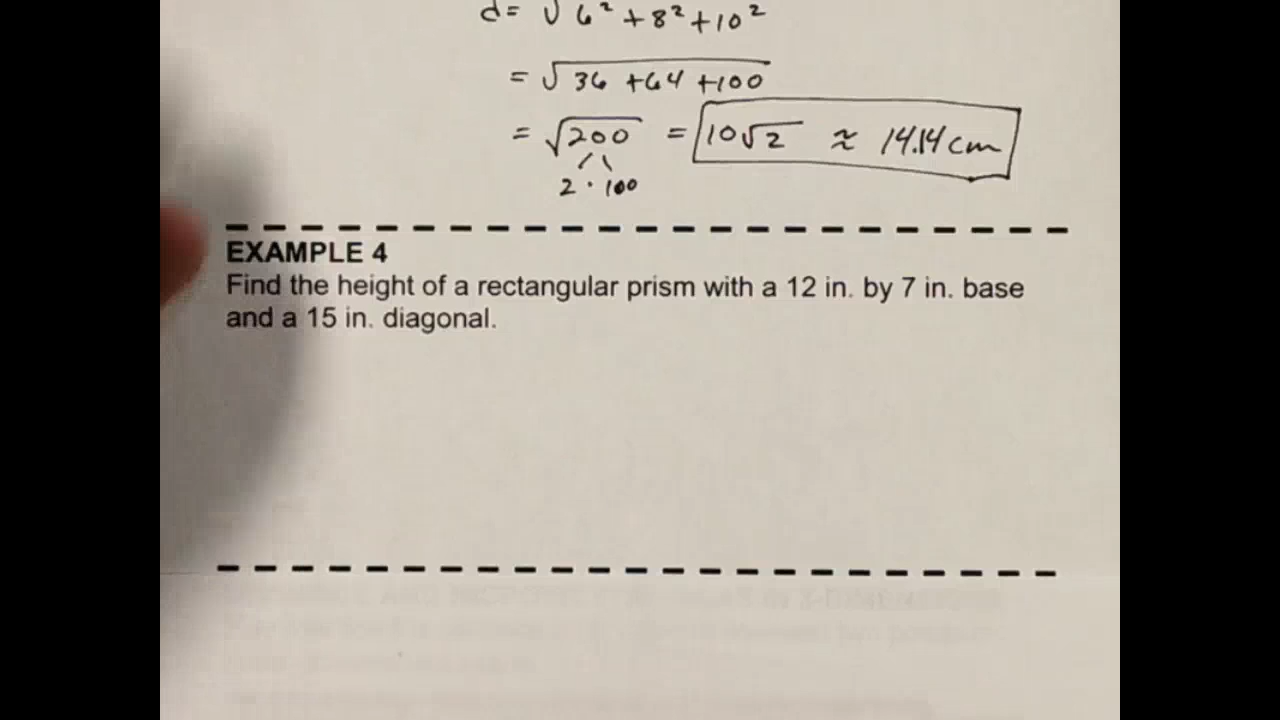 d = √6² + 8² + 10²
= √36 + 64 + 100
= √200 = 10√2 ≈ 14.14 cm
2 · 100
EXAMPLE 4
Find the height of a rectangular prism with a 12 in. by 7 in. base
and a 15 in. diagonal.